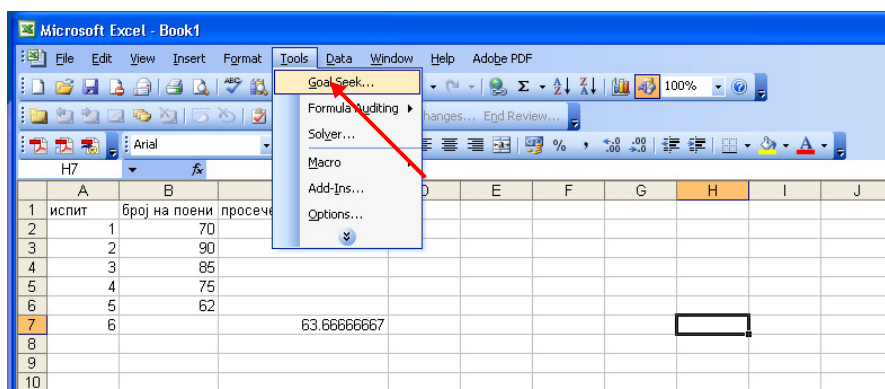 Microsoft Excel - Book1
File Edit View Insert Format Tools Data Window Help Adobe PDF
Goal Seek...
Formula Auditing
Solver...
Macro
Add-Ins...
Options...
100%
hanges... End Review...
Arial
H7
fx
A B D E F G H I J
1 испит број на поени просече
2 1 70
3 2 90
4 3 85
5 4 75
6 5 62
7 6 63.66666667
8
9
10